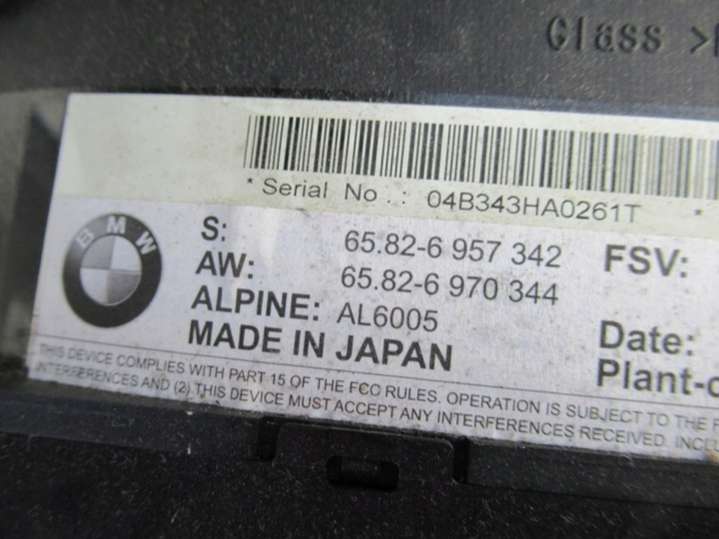 Glass >
* Serial No .: 04B343HA0261T *
BMW
S: 65.82-6 957 342 FSV:
AW: 65.82-6 970 344
ALPINE: AL6005 Date:
MADE IN JAPAN Plant-c
THIS DEVICE COMPLIES WITH PART 15 OF THE FCC RULES. OPERATION IS SUBJECT TO THE F
INTERFERENCES AND (2) THIS DEVICE MUST ACCEPT ANY INTERFERENCES RECEIVED. INCLU